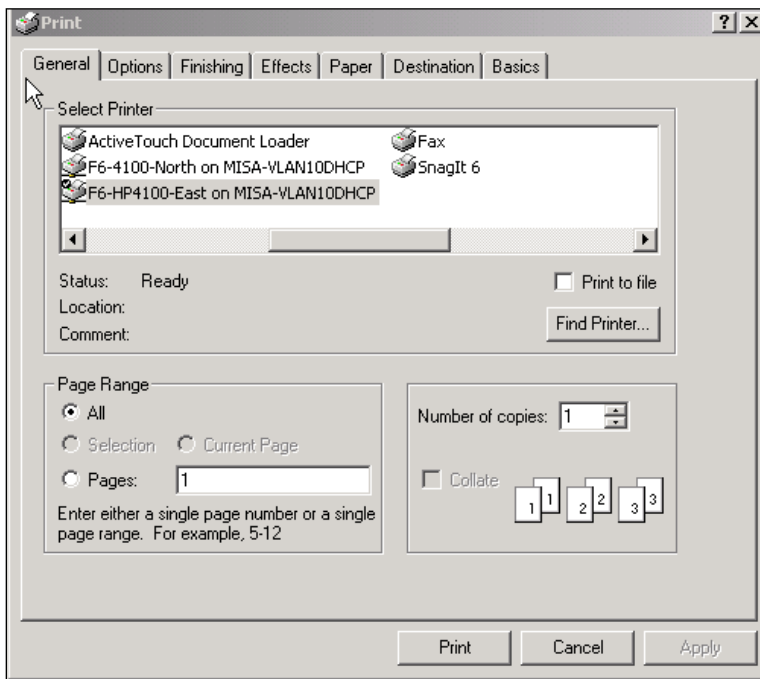 Print
General Options Finishing Effects Paper Destination Basics
Select Printer
ActiveTouch Document Loader
F6-4100-North on MISA-VLAN10DHCP
F6-HP4100-East on MISA-VLAN10DHCP
Fax
SnagIt 6
Status: Ready
Location:
Comment:
Print to file
Find Printer...
Page Range
All
Selection Current Page
Pages: 1
Enter either a single page number or a single
page range. For example, 5-12
Number of copies: 1
Collate
1 1 2 2 3 3
Print Cancel Apply